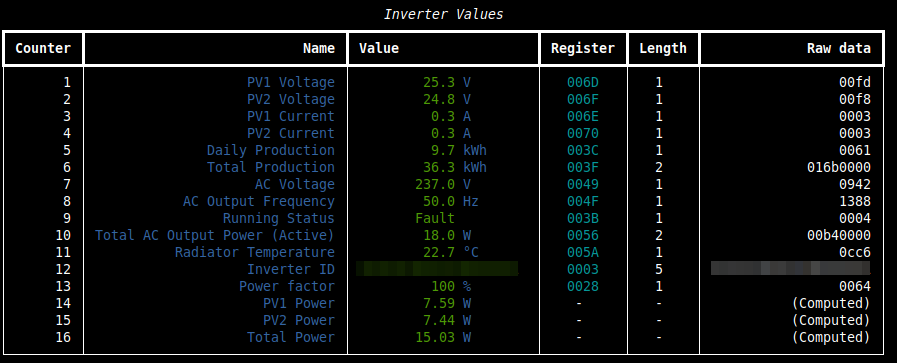 Inverter Values
Counter Name Value Register Length Raw data
1 PV1 Voltage 25.3 V 006D 1 00fd
2 PV2 Voltage 24.8 V 006F 1 00f8
3 PV1 Current 0.3 A 006E 1 0003
4 PV2 Current 0.3 A 0070 1 0003
5 Daily Production 9.7 kWh 003C 1 0061
6 Total Production 36.3 kWh 003F 2 016b0000
7 AC Voltage 237.0 V 0049 1 0942
8 AC Output Frequency 50.0 Hz 004F 1 1388
9 Running Status Fault 003B 1 0004
10 Total AC Output Power (Active) 18.0 W 0056 2 00b40000
11 Radiator Temperature 22.7 °C 005A 1 0cc6
12 Inverter ID 0003 5
13 Power factor 100 % 0028 1 0064
14 PV1 Power 7.59 W - - (Computed)
15 PV2 Power 7.44 W - - (Computed)
16 Total Power 15.03 W - - (Computed)